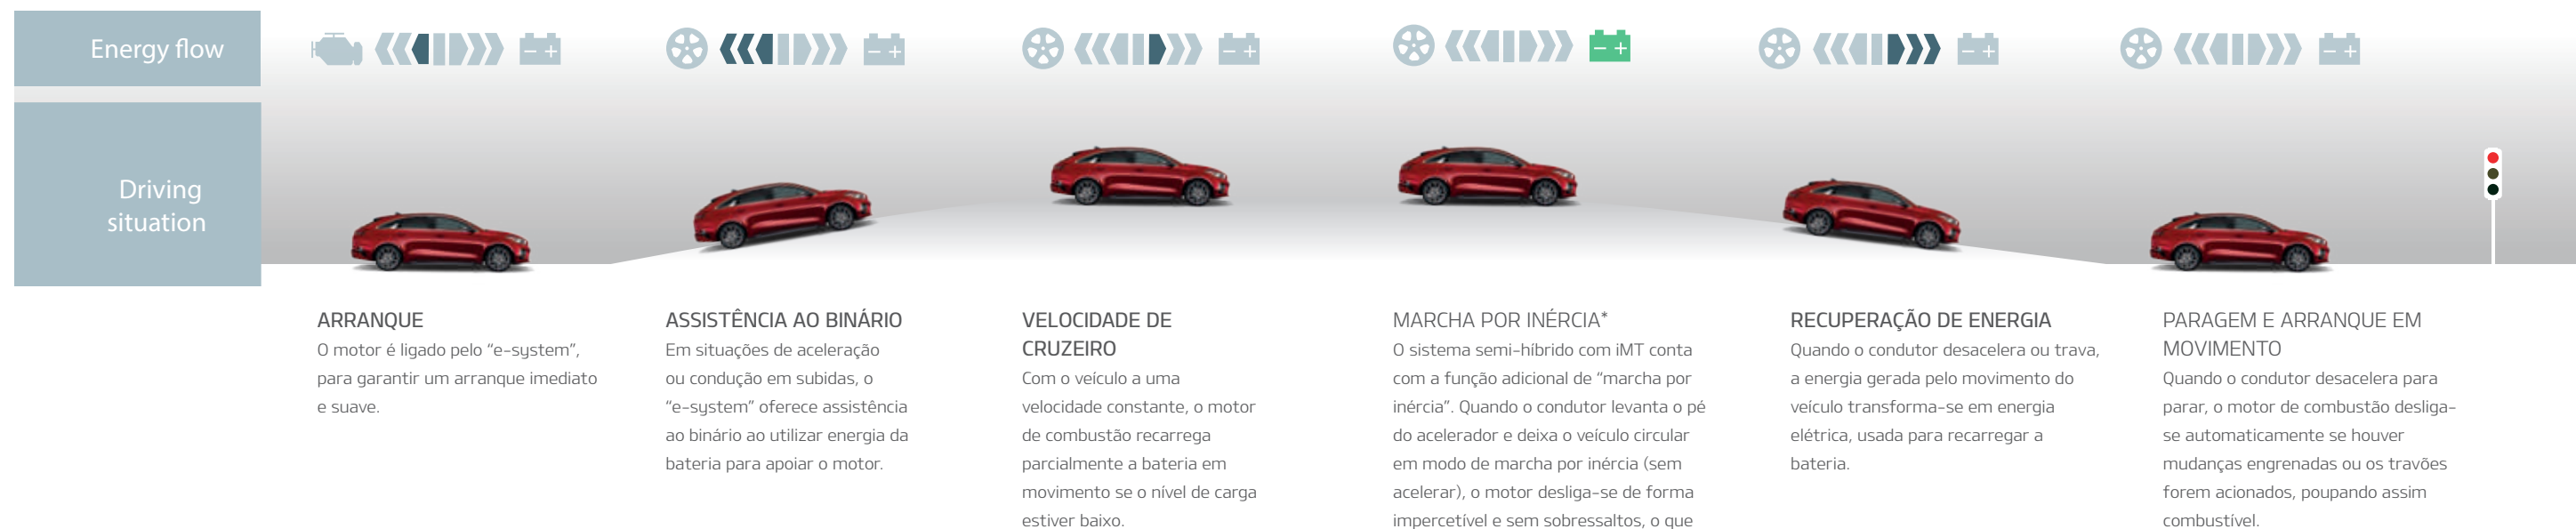 Energy flow
Driving
situation
ARRANQUE
O motor é ligado pelo “e-system”,
para garantir um arranque imediato
e suave.
ASSISTÊNCIA AO BINÁRIO
Em situações de aceleração
ou condução em subidas, o
“e-system” oferece assistência
ao binário ao utilizar energia da
bateria para apoiar o motor.
VELOCIDADE DE
CRUZEIRO
Com o veículo a uma
velocidade constante, o motor
de combustão recarrega
parcialmente a bateria em
movimento se o nível de carga
estiver baixo.
MARCHA POR INÉRCIA*
O sistema semi-híbrido com iMT conta
com a função adicional de “marcha por
inércia”. Quando o condutor levanta o pé
do acelerador e deixa o veículo circular
em modo de marcha por inércia (sem
acelerar), o motor desliga-se de forma
impercetível e sem sobressaltos, o que
RECUPERAÇÃO DE ENERGIA
Quando o condutor desacelera ou trava,
a energia gerada pelo movimento do
veículo transforma-se em energia
elétrica, usada para recarregar a
bateria.
PARAGEM E ARRANQUE EM
MOVIMENTO
Quando o condutor desacelera para
parar, o motor de combustão desliga-
se automaticamente se houver
mudanças engrenadas ou os travões
forem acionados, poupando assim
combustível.